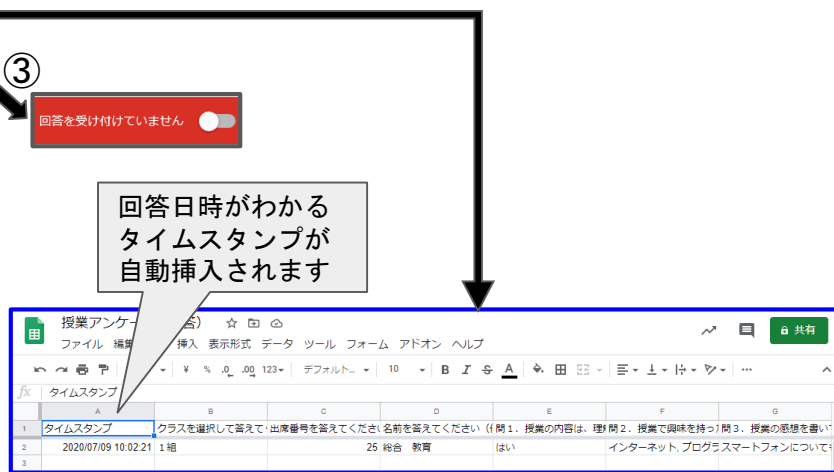 ③
回答を受け付けていません
回答日時がわかる
タイムスタンプが
自動挿入されます
授業アンケー 答）
共有
ファイル 編集 挿入 表示形式 データ ツール フォーム アドオン ヘルプ
¥ % .0 .00 123 デフォルト... 10 B I S A ...
fx タイムスタンプ
A B C D E F G
1 タイムスタンプ クラスを選択して答えて 出席番号を答えてくださ 名前を答えてください（ 問１．授業の内容は、理 問２．授業で興味を持っ 問３．授業の感想を書い
2 2020/07/09 10:02:21 １組 25 総合 教育 はい インターネット, プログラ スマートフォンについて
3